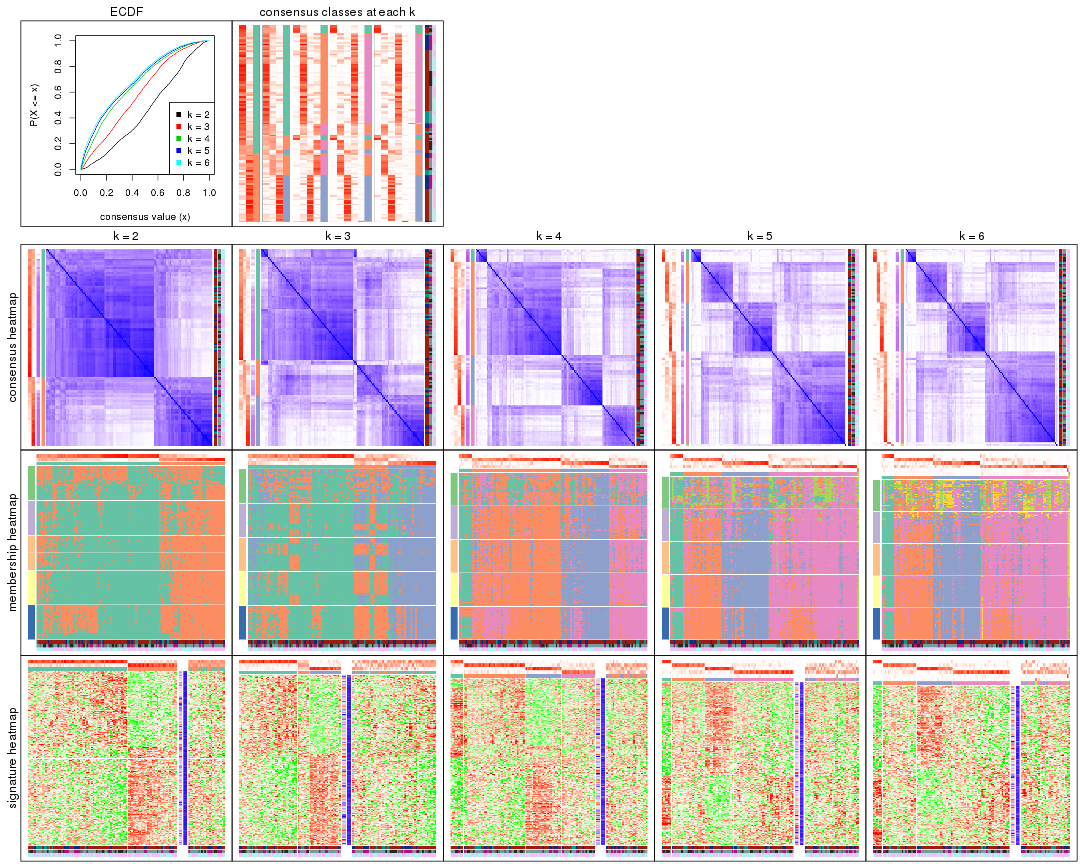 ECDF
consensus classes at each k
P(X <= x)
0.0
0.2
0.4
0.6
0.8
1.0
k = 2
k = 3
k = 4
k = 5
k = 6
0.0 0.2 0.4 0.6 0.8 1.0
consensus value (x)
k = 2
k = 3
k = 4
k = 5
k = 6
consensus heatmap
membership heatmap
signature heatmap